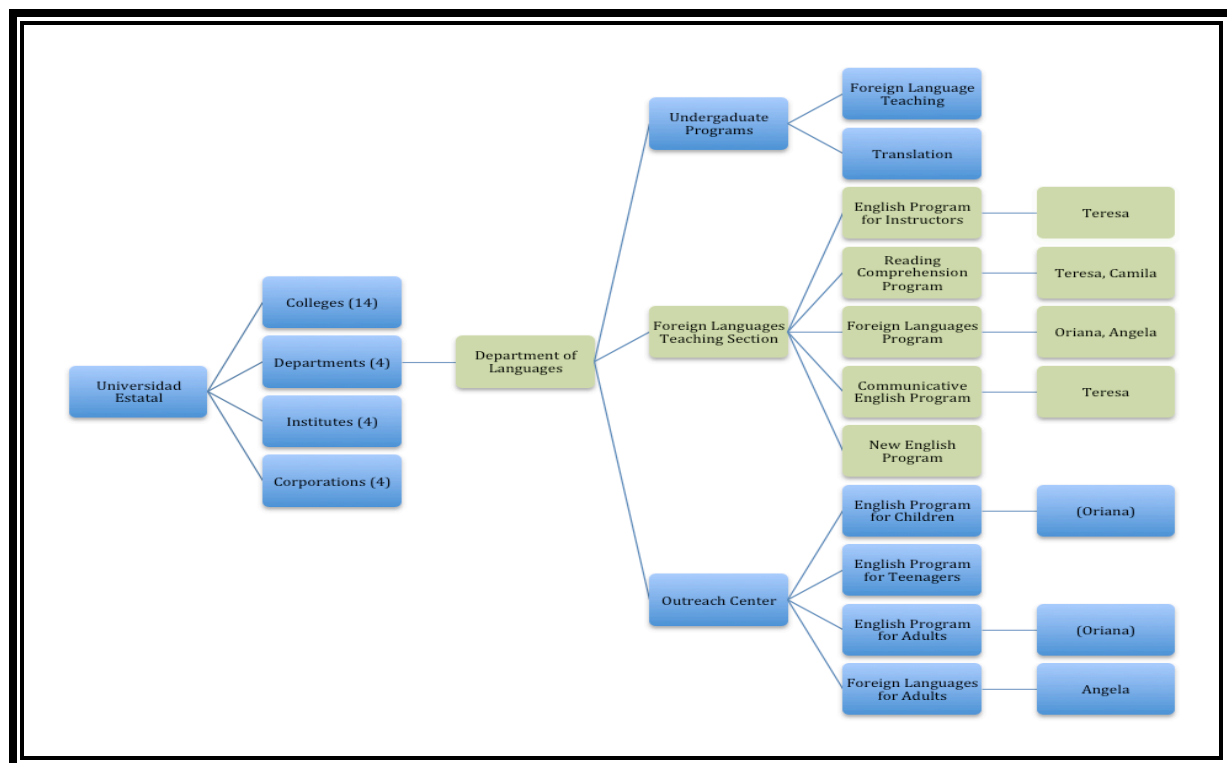 Universidad
Estatal
Colleges (14)
Departments (4)
Institutes (4)
Corporations (4)
Department of
Languages
Undergaduate
Programs
Foreign Language
Teaching
Translation
Foreign Languages
Teaching Section
English Program
for Instructors
Teresa
Reading
Comprehension
Program
Teresa, Camila
Foreign Languages
Program
Oriana, Angela
Communicative
English Program
Teresa
New English
Program
Outreach Center
English Program
for Children
(Oriana)
English Program
for Teenagers
English Program
for Adults
(Oriana)
Foreign Languages
for Adults
Angela